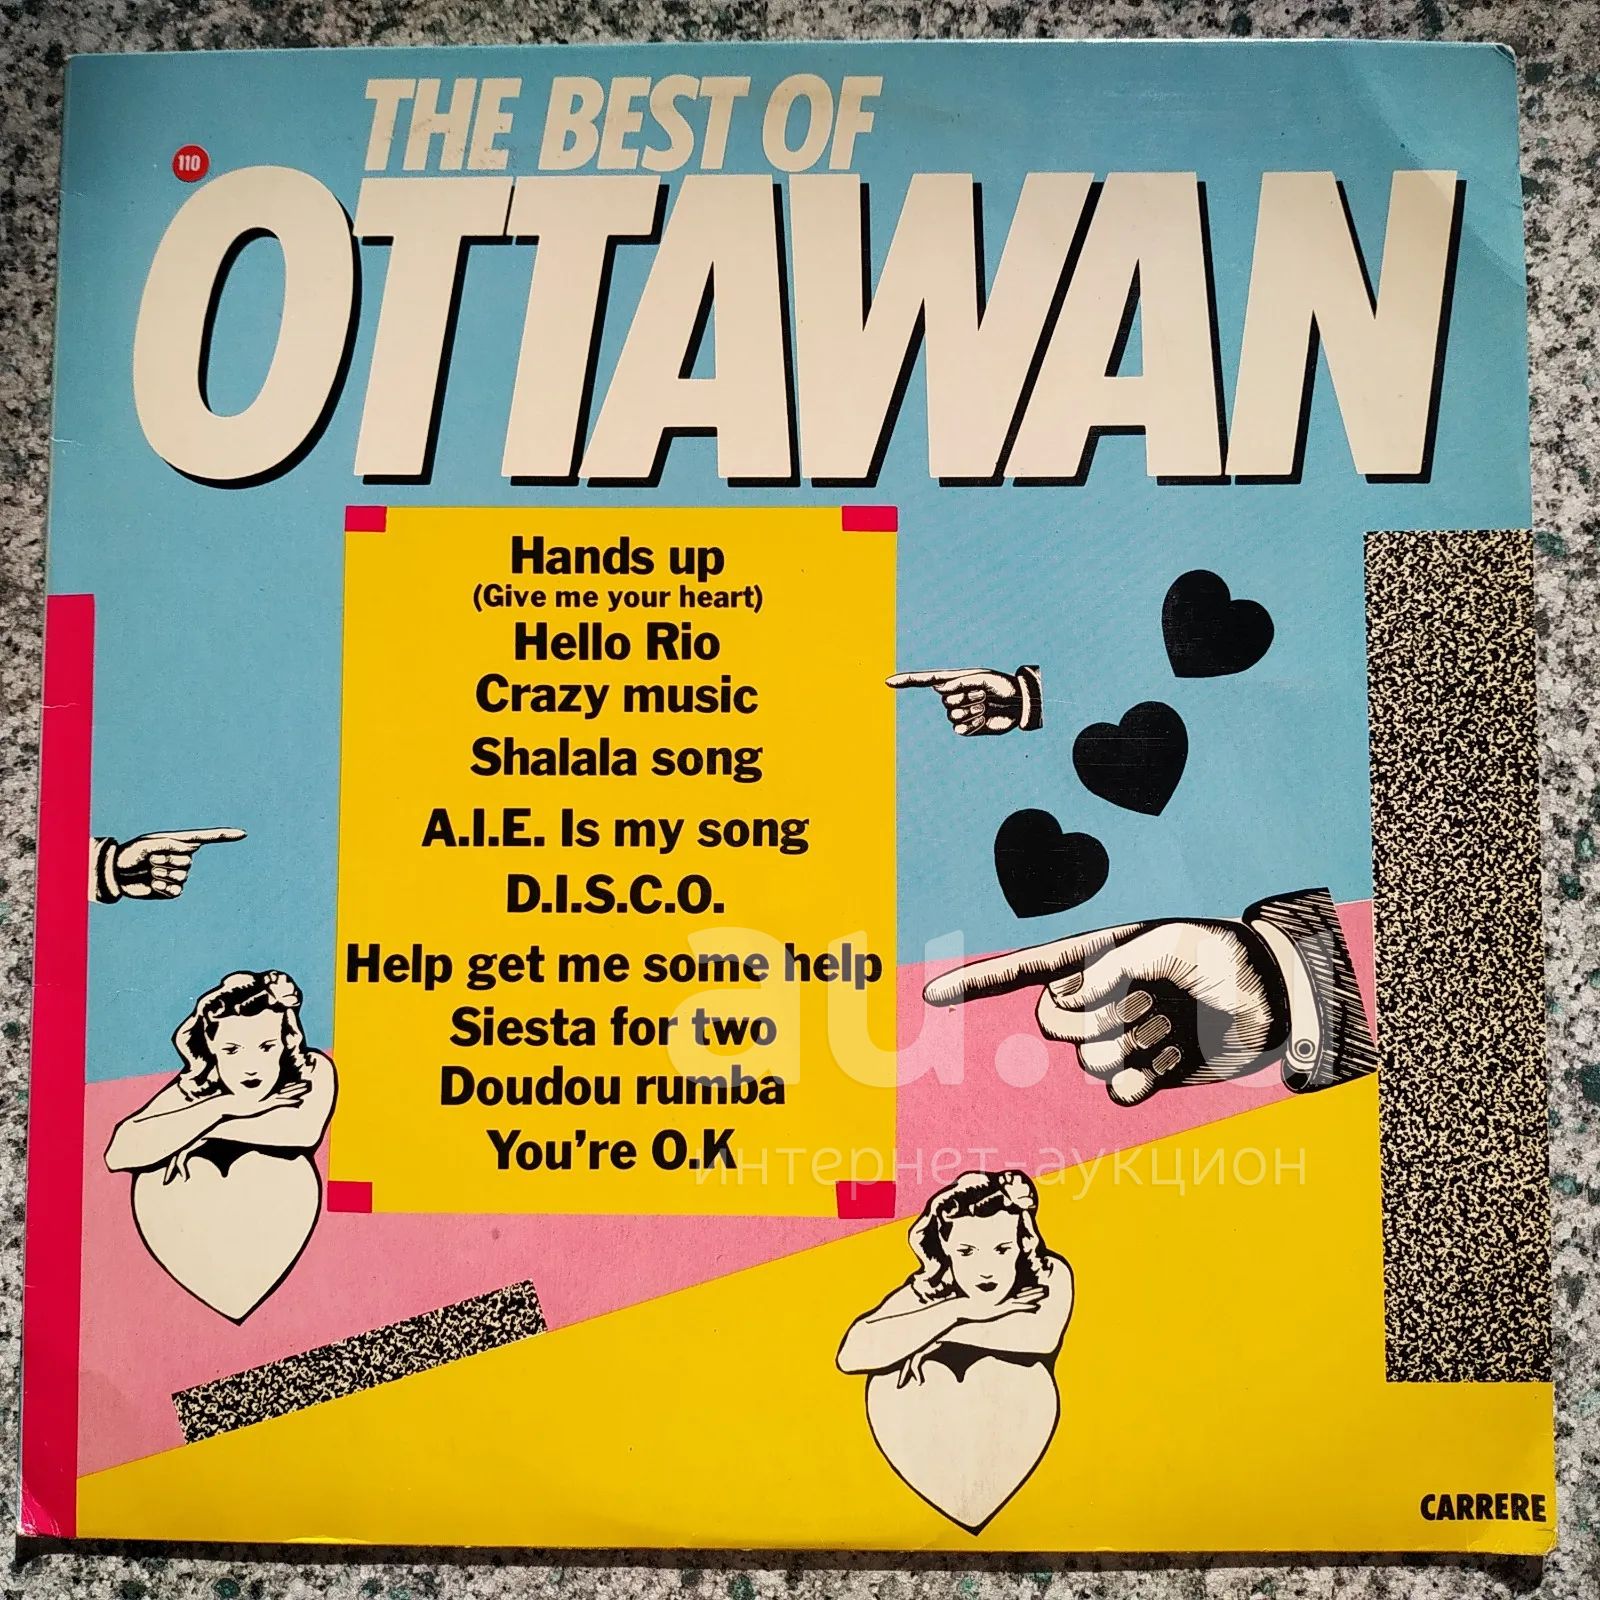 THE BEST OF
110
OTTAWAN
Hands up
(Give me your heart)
Hello Rio
Crazy music
Shalala song
A.I.E. Is my song
D.I.S.C.O.
Help get me some help
Siesta for two
Doudou rumba
You're O.K
au.ru
интернет-аукцион
CARRERE